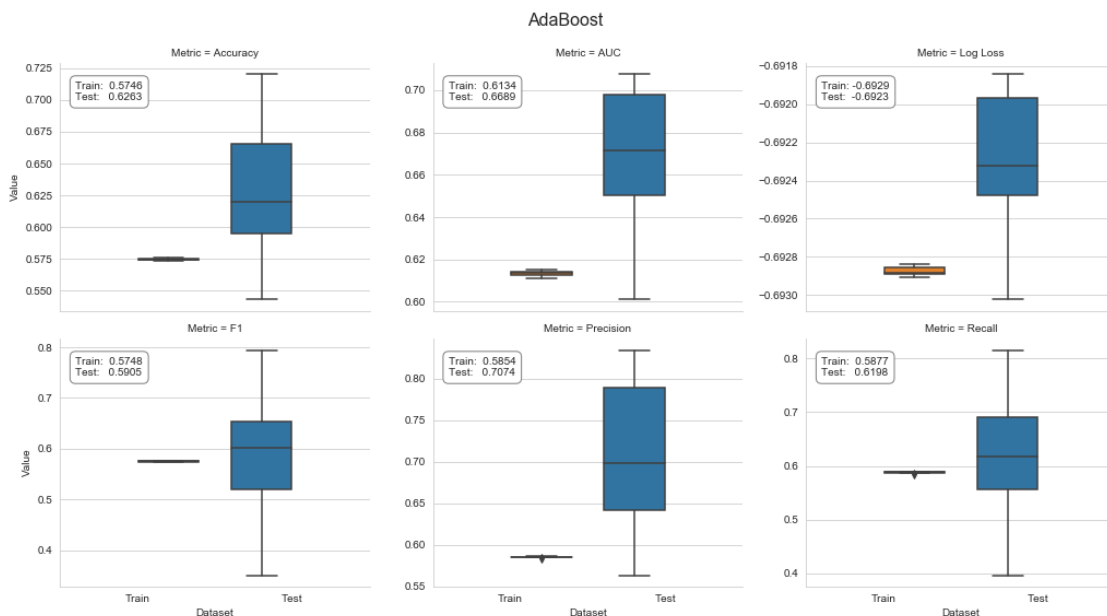 AdaBoost
Metric = Accuracy
Value
0.725
0.700
0.675
0.650
0.625
0.600
0.575
0.550
Train: 0.5746
Test: 0.6263
Metric = AUC
0.70
0.68
0.66
0.64
0.62
0.60
Train: 0.6134
Test: 0.6689
Metric = Log Loss
−0.6918
−0.6920
−0.6922
−0.6924
−0.6926
−0.6928
−0.6930
Train: -0.6929
Test: -0.6923
Metric = F1
Value
0.8
0.7
0.6
0.5
0.4
Train: 0.5748
Test: 0.5905
Train
Test
Dataset
Metric = Precision
0.80
0.75
0.70
0.65
0.60
0.55
Train: 0.5854
Test: 0.7074
Train
Test
Dataset
Metric = Recall
0.8
0.7
0.6
0.5
0.4
Train: 0.5877
Test: 0.6198
Train
Test
Dataset